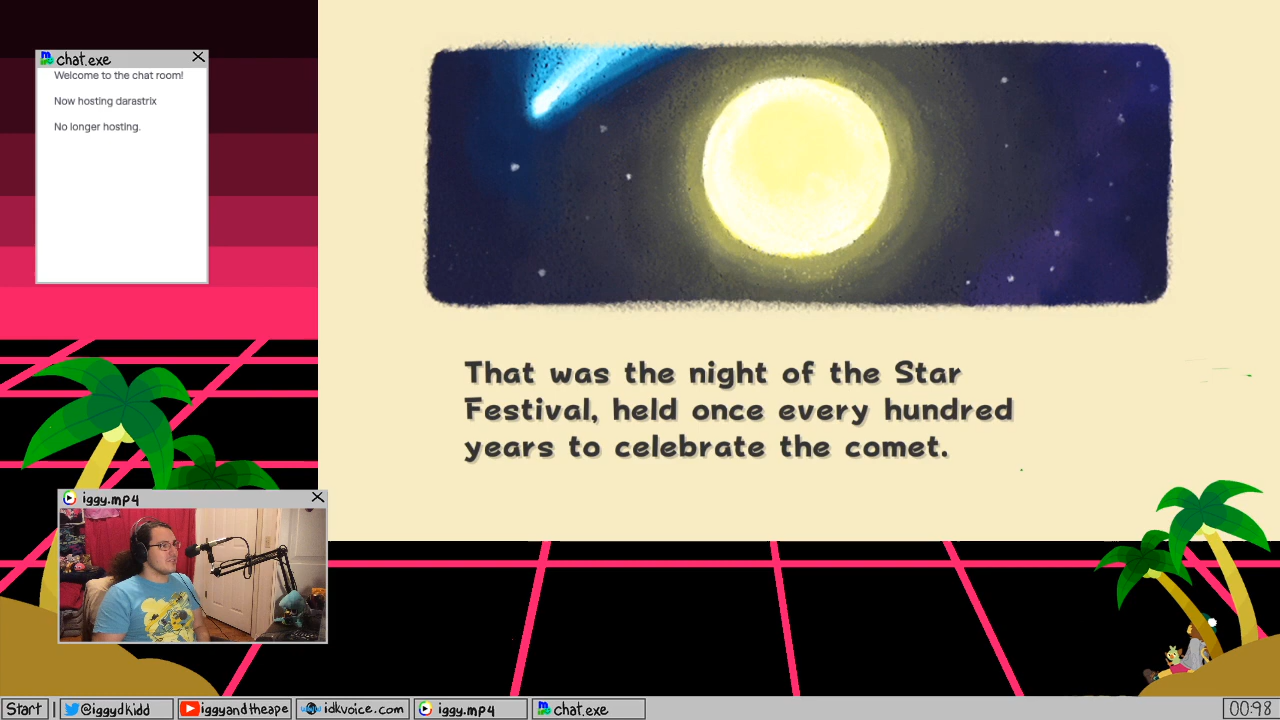 chat.exe
Welcome to the chat room!
Now hosting darastrix
No longer hosting.
That was the night of the Star
Festival, held once every hundred
years to celebrate the comet.
iggy.mp4
Start
@iggydkidd
iggyandtheape
idkvoice.com
iggy.mp4
chat.exe
00:98